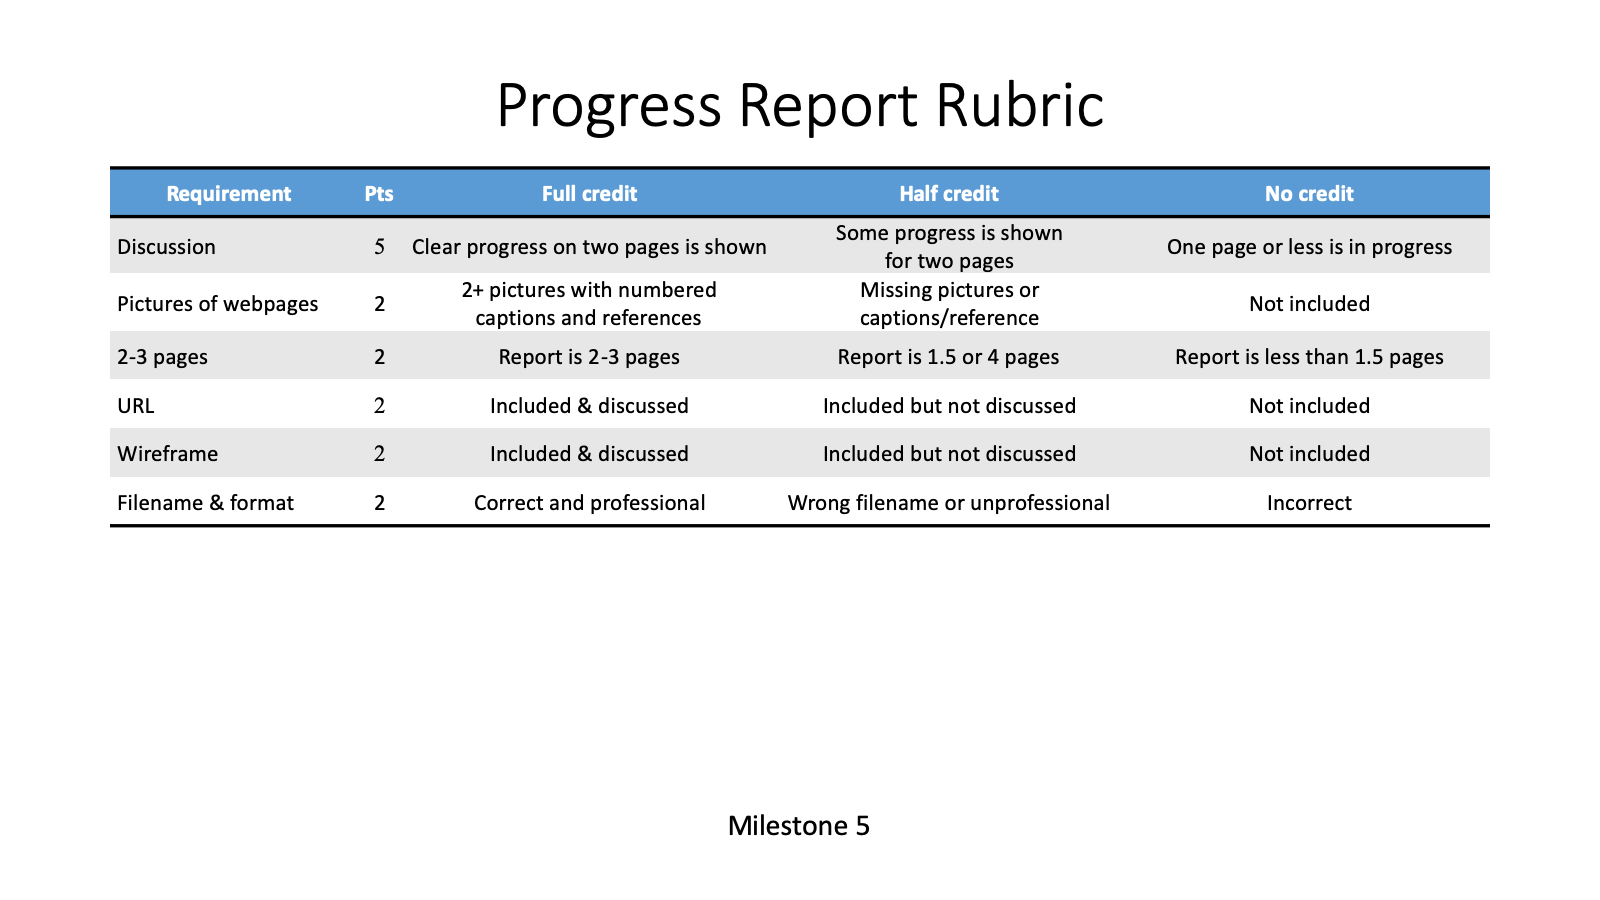 Progress Report Rubric
Requirement Pts Full credit Half credit No credit
Discussion 5 Clear progress on two pages is shown Some progress is shown for two pages One page or less is in progress
Pictures of webpages 2 2+ pictures with numbered captions and references Missing pictures or captions/reference Not included
2-3 pages 2 Report is 2-3 pages Report is 1.5 or 4 pages Report is less than 1.5 pages
URL 2 Included & discussed Included but not discussed Not included
Wireframe 2 Included & discussed Included but not discussed Not included
Filename & format 2 Correct and professional Wrong filename or unprofessional Incorrect
Milestone 5